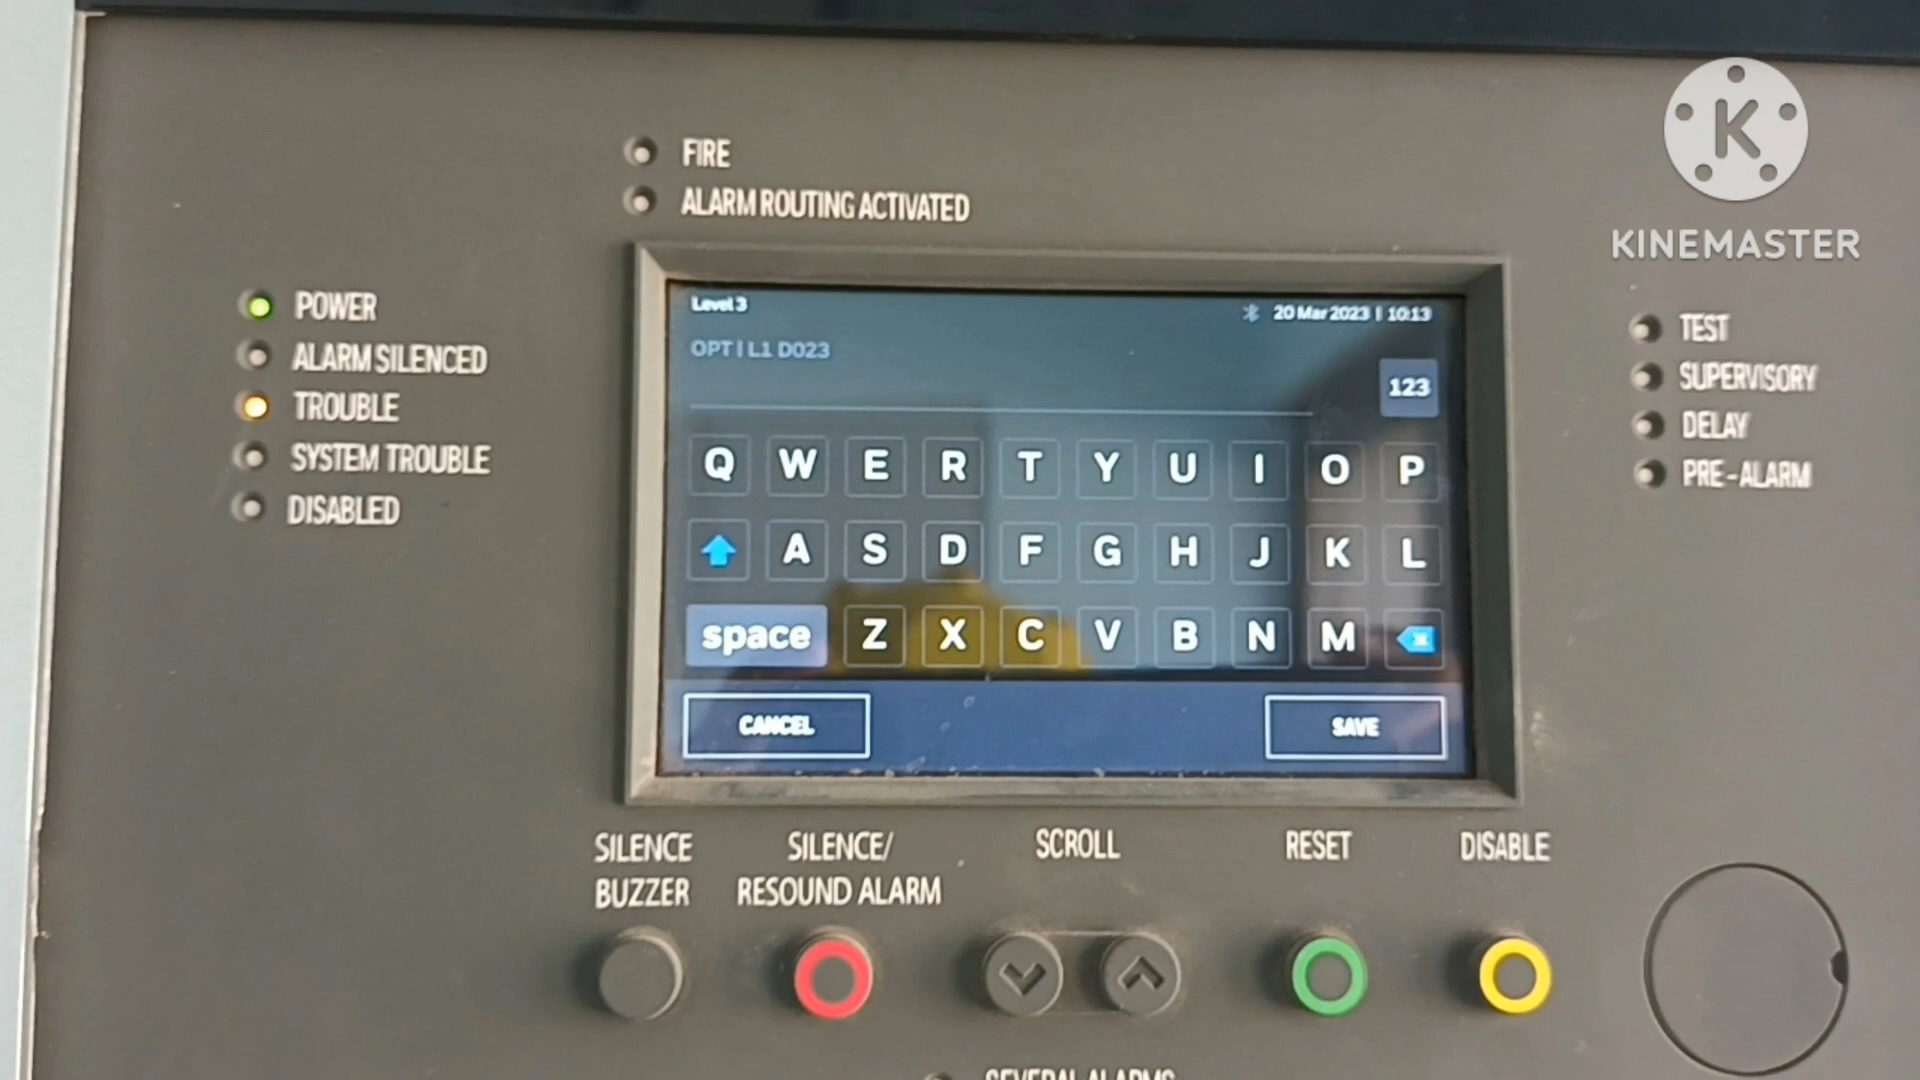 FIRE
ALARM ROUTING ACTIVATED
K
KINEMASTER
POWER
ALARM SILENCED
TROUBLE
SYSTEM TROUBLE
DISABLED
Level 3
20 Mar 2023 | 10:13
OPT | L1 D023
123
Q W E R T Y U I O P
A S D F G H J K L
space Z X C V B N M
CANCEL
SAVE
TEST
SUPERVISORY
DELAY
PRE-ALARM
SILENCE
BUZZER
SILENCE/
RESOUND ALARM
SCROLL
RESET
DISABLE
SEVERAL ALARMS